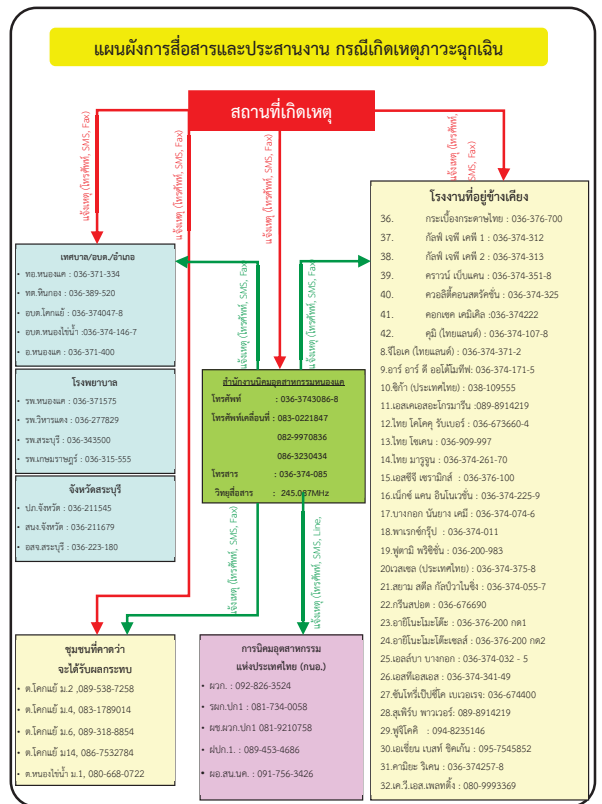 แผนผังการสื่อสารและประสานงาน กรณีเกิดเหตุภาวะฉุกเฉิน
สถานที่เกิดเหตุ
แจ้งเหตุ (โทรศัพท์, SMS, Fax)
แจ้งเหตุ (โทรศัพท์, SMS, Fax)
แจ้งเหตุ (โทรศัพท์, SMS, Fax)
แจ้งเหตุ (โทรศัพท์,
SMS, Fax)
เทศบาล/อบต./อำเภอ
• ทอ.หนองแค : 036-371-334
• ทต.หินกอง : 036-389-520
• อบต.โคกแย้ : 036-374047-8
• อบต.หนองไข่น้ำ :036-374-146-7
• อ.หนองแค : 036-371-400
โรงพยาบาล
• รพ.หนองแค : 036-371575
• รพ.วิหารแดง : 036-277829
• รพ.สระบุรี : 036-343500
• รพ.เกษมราษฎร์ : 036-315-555
จังหวัดสระบุรี
• ปภ.จังหวัด : 036-211545
• สนง.จังหวัด : 036-211679
• อสจ.สระบุรี : 036-223-180
แจ้งเหตุ (โทรศัพท์, SMS, Fax)
แจ้งเหตุ (โทรศัพท์, SMS, Fax)
สำนักงานนิคมอุตสาหกรรมหนองแค
โทรศัพท์ : 036-3743086-8
โทรศัพท์เคลื่อนที่ : 083-0221847
082-9970836
086-3230434
โทรสาร : 036-374-085
วิทยุสื่อสาร : 245.087MHz
แจ้งเหตุ (โทรศัพท์, SMS, Fax)
แจ้งเหตุ (โทรศัพท์, SMS, Line,
ชุมชนที่คาดว่า
จะได้รับผลกระทบ
• ต.โคกแย้ ม.2 ,089-538-7258
• ต.โคกแย้ ม.4, 083-1789014
• ต.โคกแย้ ม.6, 089-318-8854
• ต.โคกแย้ ม14, 086-7532784
• ต.หนองไข่น้ำ ม.1, 080-668-0722
การนิคมอุตสาหกรรม
แห่งประเทศไทย (กนอ.)
• ผวก. : 092-826-3524
• รผก.ปก1 : 081-734-0058
• ผช.ผวก.ปก1 081-9210758
• ฝปก.1. : 089-453-4686
• ผอ.สน.นค. : 091-756-3426
โรงงานที่อยู่ข้างเคียง
36. กระเบื้องกระดาษไทย : 036-376-700
37. กัลฟ์ เจพี เคพี 1 : 036-374-312
38. กัลฟ์ เจพี เคพี 2 : 036-374-313
39. คราวน์ เบ็บแคน : 036-374-351-8
40. ควอลิตี้คอนสตรัคชั่น : 036-374-325
41. คอกเซค เคมิเคิล :036-374222
42. คุมิ (ไทยแลนด์) : 036-374-107-8
8.จีไอเค (ไทยแลนด์) : 036-374-371-2
9.อาร์ อาร์ ดี ออโต้โมทีฟ: 036-374-171-5
10.ซิก้า (ประเทศไทย) : 038-109555
11.เอสเคเอสอะโกรมารีน :089-8914219
12.ไทย โคโคคุ รับเบอร์ : 036-673660-4
13.ไทย โซเคน : 036-909-997
14.ไทย มารูจูน : 036-374-261-70
15.เอสซีจี เซรามิกส์ : 036-376-100
16.เน็กซ์ แคน อินโนเวชั่น : 036-374-225-9
17.บางกอก นันยาง เคมี : 036-374-074-6
18.พาเรกซ์กรุ๊ป : 036-374-011
19.ฟูตามิ พรีซิชั่น : 036-200-983
20เวสเซล (ประเทศไทย) : 036-374-375-8
21.สยาม สตีล กัลป์วาไนซิ่ง : 036-374-055-7
22.กรีนสปอต : 036-676690
23.อายิโนะโมะโต๊ะ : 036-376-200 กด1
24.อายิโนะโมะโต๊ะเซลส์ : 036-376-200 กด2
25.เอลล์บา บางกอก : 036-374-032 - 5
26.เอสทีเอสเอส : 036-374-341-49
27.ซันโทรี่เป๊ปซี่โค เบเวอเรจ: 036-674400
28.สุเพิร์บ พาวเวอร์: 089-8914219
29.ฟูจิโคคิ : 094-8235146
30.เอเชี่ยน เบสท์ ชิคเก้น : 095-7545852
31.คามิยะ ริเคน : 036-374257-8
32.เค.วี.เอส.เพลทติ้ง : 080-9993369